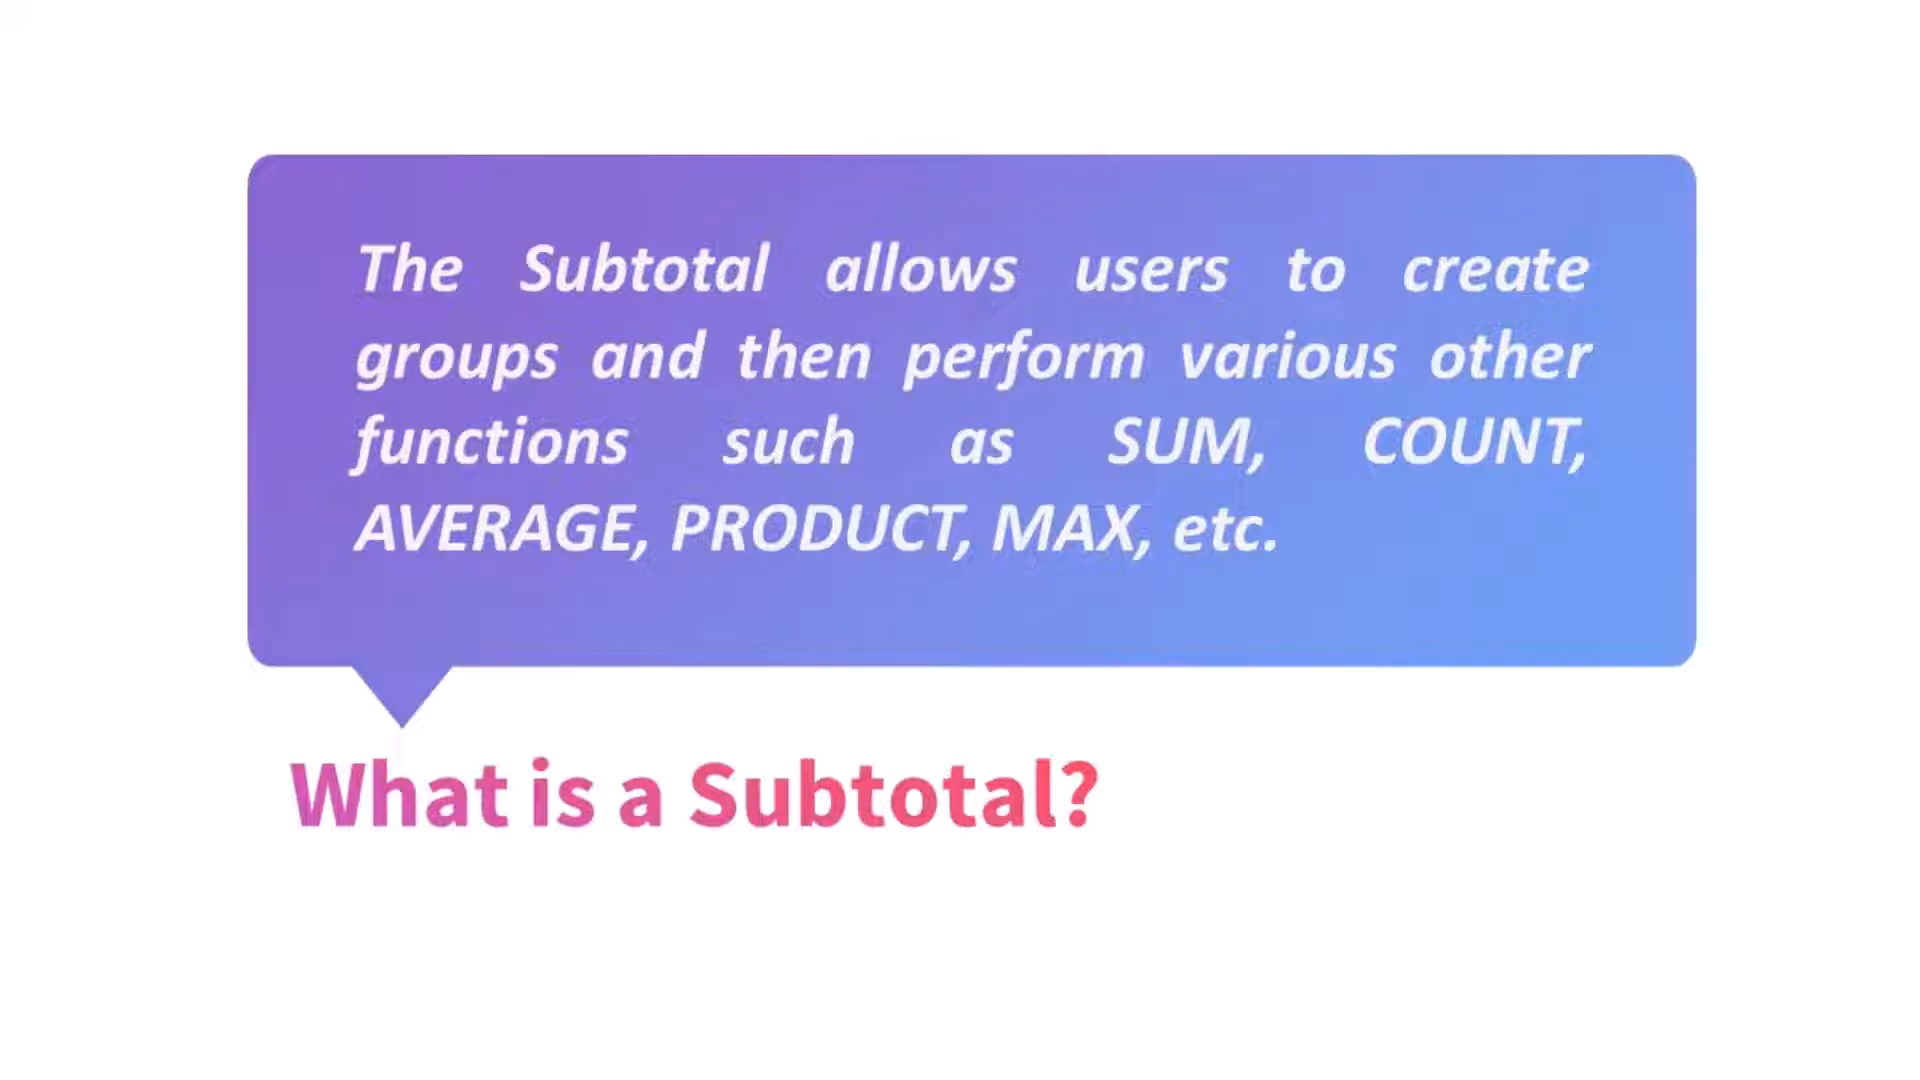 The Subtotal allows users to create
groups and then perform various other
functions such as SUM, COUNT,
AVERAGE, PRODUCT, MAX, etc.
What is a Subtotal?